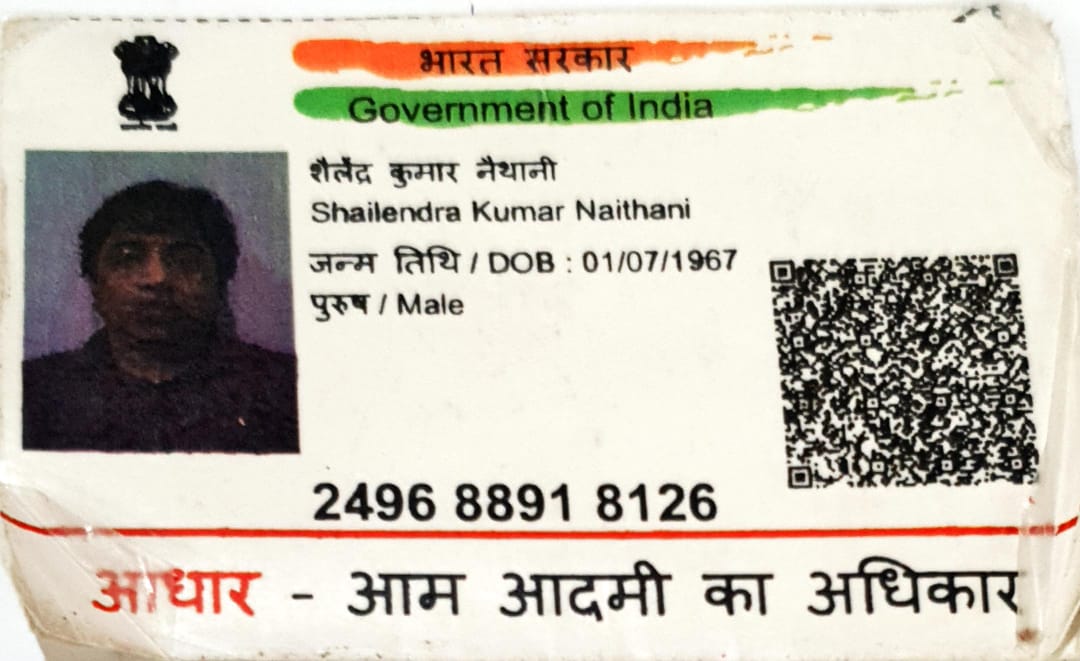 भारत सरकार
Government of India
शैलेंद्र कुमार नैथानी
Shailendra Kumar Naithani
जन्म तिथि / DOB : 01/07/1967
पुरुष / Male
2496 8891 8126
आधार - आम आदमी का अधिकार